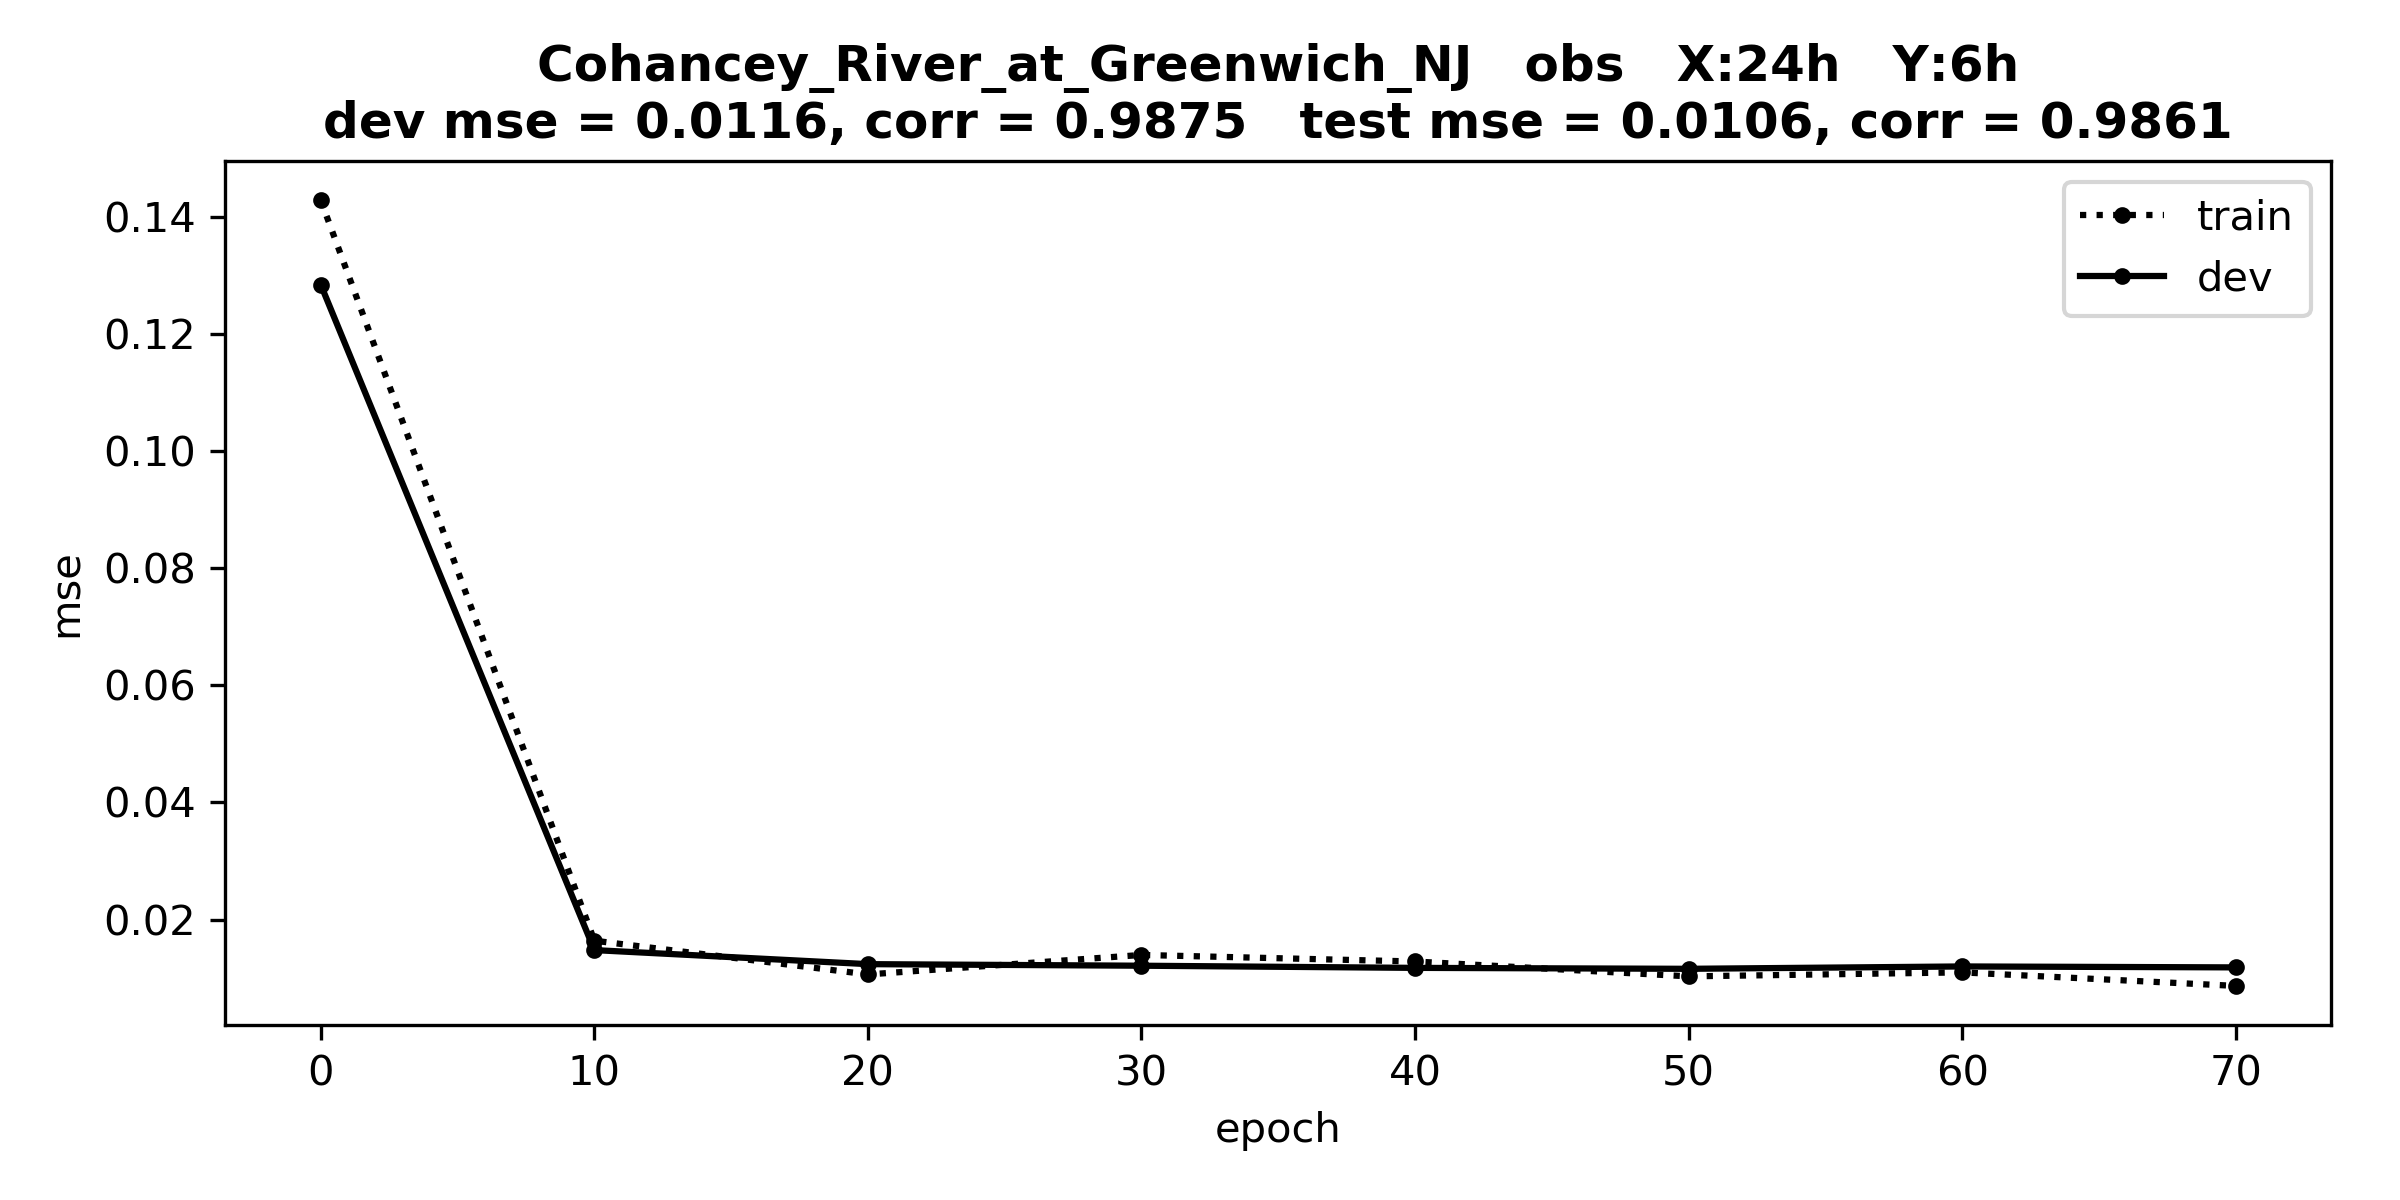 Cohancey_River_at_Greenwich_NJ   obs   X:24h   Y:6h
dev mse = 0.0116, corr = 0.9875   test mse = 0.0106, corr = 0.9861
train
dev
0.14
0.12
0.10
0.08
0.06
0.04
0.02
mse
0 10 20 30 40 50 60 70
epoch